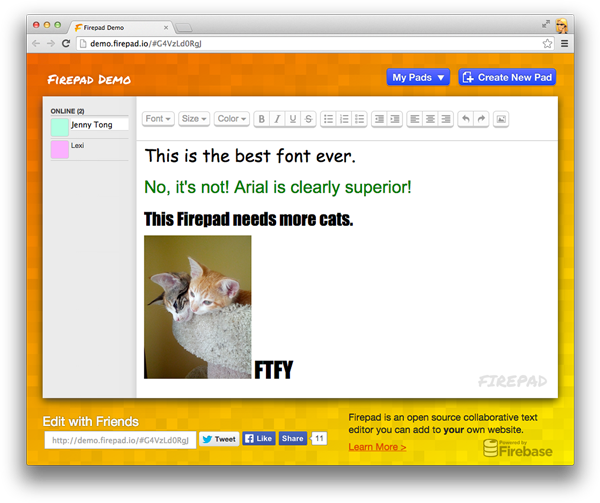 Firepad Demo
demo.firepad.io/#G4VzLd0RgJ
FIREPAD DEMO
My Pads
Create New Pad
ONLINE (2)
Jenny Tong
Lexi
Font
Size
Color
B
I
U
S
This is the best font ever.
No, it's not! Arial is clearly superior!
This Firepad needs more cats.
FTFY
FIREPAD
Edit with Friends
http://demo.firepad.io/#G4VzLd0RgJ
Tweet
Like
Share
11
Firepad is an open source collaborative text
editor you can add to your own website.
Learn More >
Powered by
Firebase